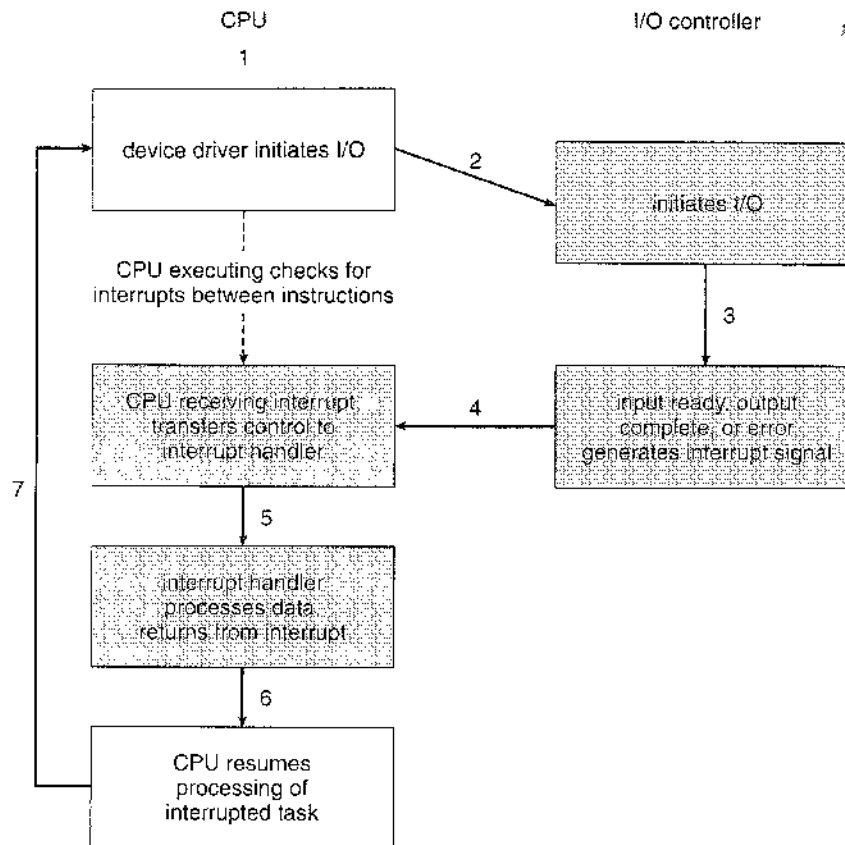 CPU
I/O controller
1
device driver initiates I/O
2
initiates I/O
CPU executing checks for
interrupts between instructions
3
CPU receiving interrupt,
transfers control to
interrupt handler
4
input ready, output
complete, or error
generates interrupt signal
7
5
interrupt handler
processes data,
returns from interrupt
6
CPU resumes
processing of
interrupted task